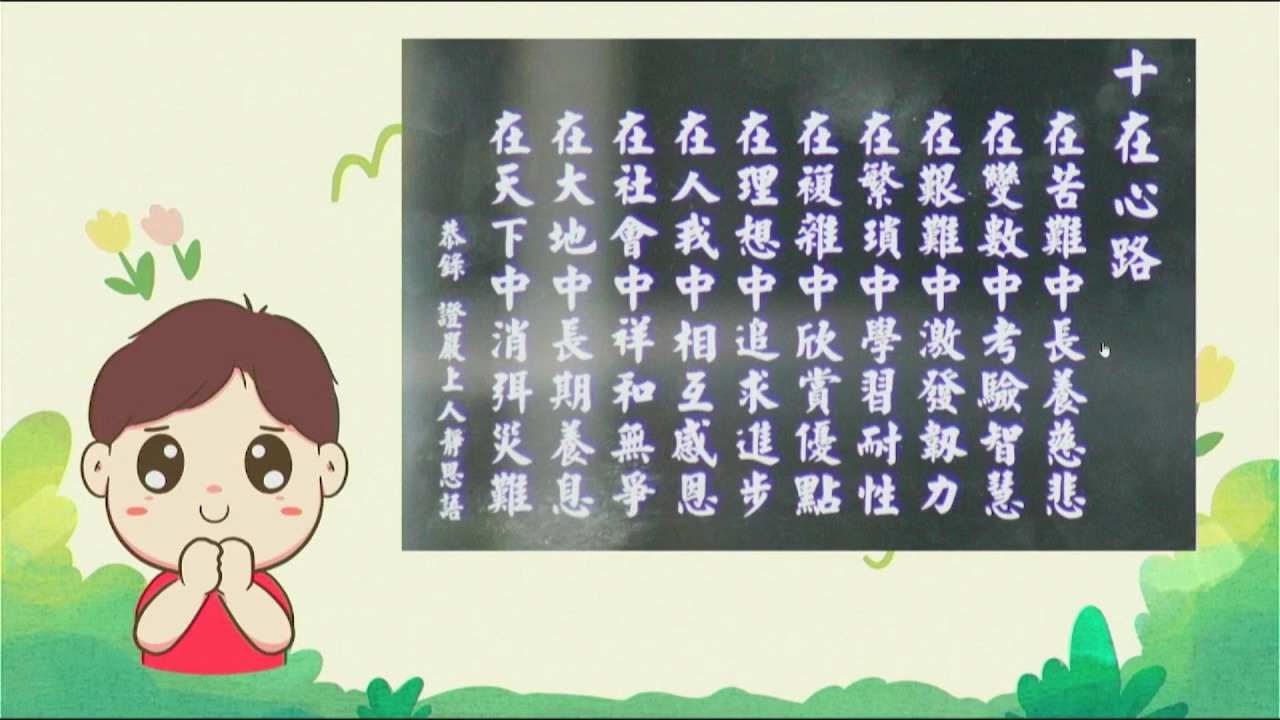 十在心路
在苦難中長養慈悲
在變數中考驗智慧
在艱難中激發韌力
在繁瑣中學習耐性
在複雜中欣賞優點
在理想中追求進步
在人我中相互感恩
在社會中祥和無爭
在大地中長期養息
在天下中消弭災難
恭錄 證嚴上人靜思語